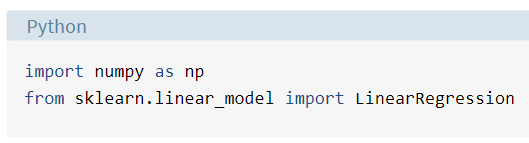 Python
import numpy as np
from sklearn.linear_model import LinearRegression